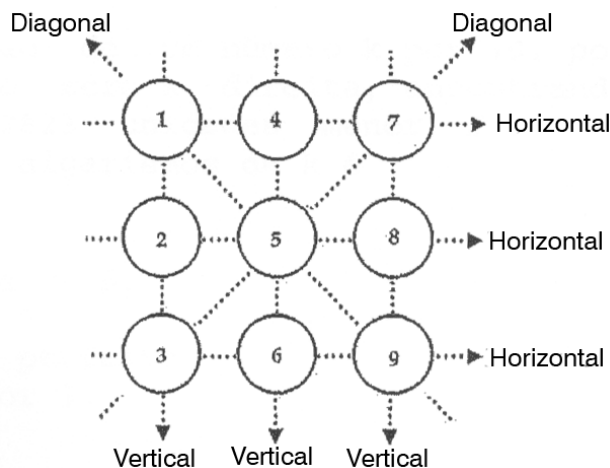 Diagonal Diagonal
1 4 7 Horizontal
2 5 8 Horizontal
3 6 9 Horizontal
Vertical Vertical Vertical